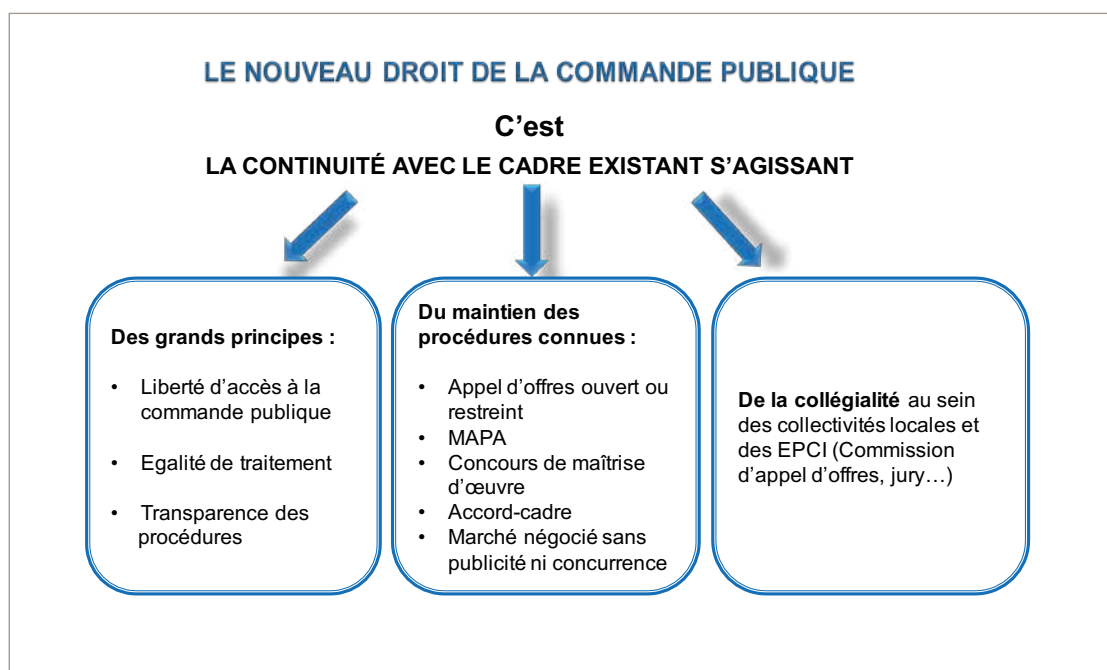 LE NOUVEAU DROIT DE LA COMMANDE PUBLIQUE
C’est
LA CONTINUITÉ AVEC LE CADRE EXISTANT S’AGISSANT
Des grands principes :
• Liberté d’accès à la
commande publique
• Egalité de traitement
• Transparence des
procédures
Du maintien des
procédures connues :
• Appel d’offres ouvert ou
restreint
• MAPA
• Concours de maîtrise
d’œuvre
• Accord-cadre
• Marché négocié sans
publicité ni concurrence
De la collégialité au sein
des collectivités locales et
des EPCI (Commission
d’appel d’offres, jury…)